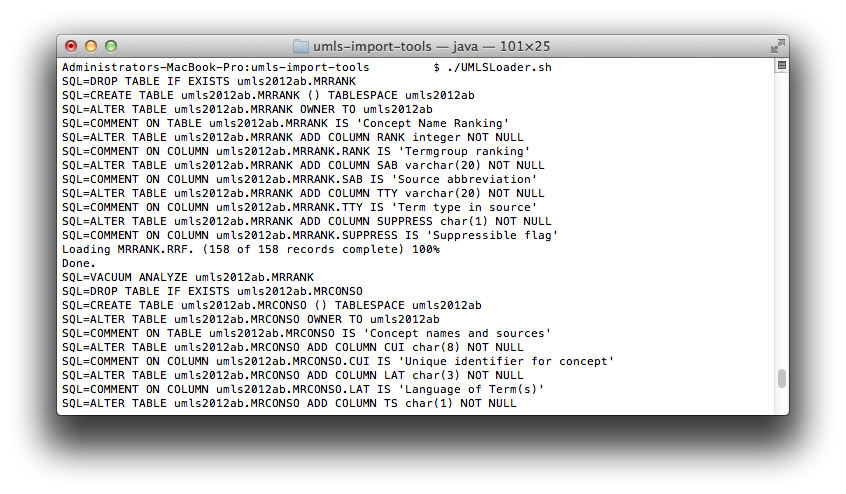 umls-import-tools — java — 101×25
Administrators-MacBook-Pro:umls-import-tools $ ./UMLSLoader.sh
SQL=DROP TABLE IF EXISTS umls2012ab.MRRANK
SQL=CREATE TABLE umls2012ab.MRRANK () TABLESPACE umls2012ab
SQL=ALTER TABLE umls2012ab.MRRANK OWNER TO umls2012ab
SQL=COMMENT ON TABLE umls2012ab.MRRANK IS 'Concept Name Ranking'
SQL=ALTER TABLE umls2012ab.MRRANK ADD COLUMN RANK integer NOT NULL
SQL=COMMENT ON COLUMN umls2012ab.MRRANK.RANK IS 'Termgroup ranking'
SQL=ALTER TABLE umls2012ab.MRRANK ADD COLUMN SAB varchar(20) NOT NULL
SQL=COMMENT ON COLUMN umls2012ab.MRRANK.SAB IS 'Source abbreviation'
SQL=ALTER TABLE umls2012ab.MRRANK ADD COLUMN TTY varchar(20) NOT NULL
SQL=COMMENT ON COLUMN umls2012ab.MRRANK.TTY IS 'Term type in source'
SQL=ALTER TABLE umls2012ab.MRRANK ADD COLUMN SUPPRESS char(1) NOT NULL
SQL=COMMENT ON COLUMN umls2012ab.MRRANK.SUPPRESS IS 'Suppressible flag'
Loading MRRANK.RRF. (158 of 158 records complete) 100%
Done.
SQL=VACUUM ANALYZE umls2012ab.MRRANK
SQL=DROP TABLE IF EXISTS umls2012ab.MRCONSO
SQL=CREATE TABLE umls2012ab.MRCONSO () TABLESPACE umls2012ab
SQL=ALTER TABLE umls2012ab.MRCONSO OWNER TO umls2012ab
SQL=COMMENT ON TABLE umls2012ab.MRCONSO IS 'Concept names and sources'
SQL=ALTER TABLE umls2012ab.MRCONSO ADD COLUMN CUI char(8) NOT NULL
SQL=COMMENT ON COLUMN umls2012ab.MRCONSO.CUI IS 'Unique identifier for concept'
SQL=ALTER TABLE umls2012ab.MRCONSO ADD COLUMN LAT char(3) NOT NULL
SQL=COMMENT ON COLUMN umls2012ab.MRCONSO.LAT IS 'Language of Term(s)'
SQL=ALTER TABLE umls2012ab.MRCONSO ADD COLUMN TS char(1) NOT NULL